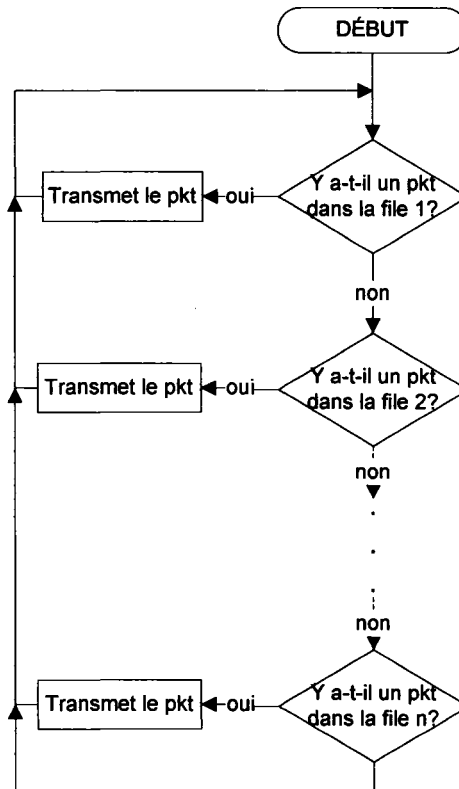 DÉBUT
Y a-t-il un pkt
dans la file 1?
oui
Transmet le pkt
non
Y a-t-il un pkt
dans la file 2?
oui
Transmet le pkt
non
non
Y a-t-il un pkt
dans la file n?
oui
Transmet le pkt